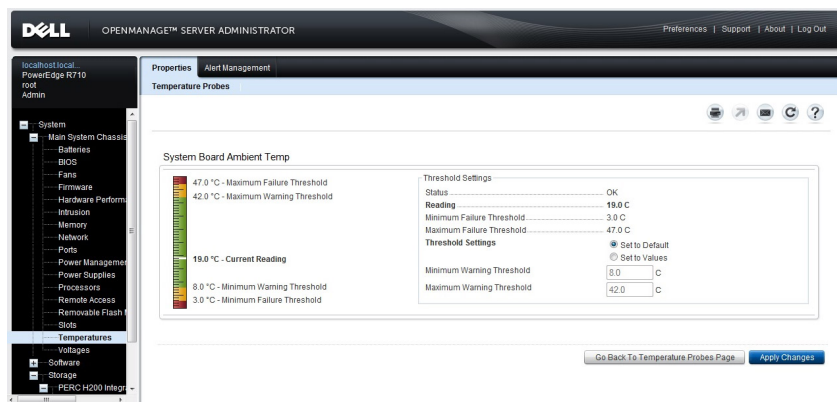 DELL
OPENMANAGE™ SERVER ADMINISTRATOR
Preferences | Support | About | Log Out
localhost.local...
PowerEdge R710
root
Admin
Properties
Alert Management
Temperature Probes
System
Main System Chassis
Batteries
BIOS
Fans
Firmware
Hardware Performa
Intrusion
Memory
Network
Ports
Power Managemen
Power Supplies
Processors
Remote Access
Removable Flash
Slots
Temperatures
Voltages
Software
Storage
PERC H200 Integr
System Board Ambient Temp
47.0 °C - Maximum Failure Threshold
42.0 °C - Maximum Warning Threshold
19.0 °C - Current Reading
8.0 °C - Minimum Warning Threshold
3.0 °C - Minimum Failure Threshold
Threshold Settings
Status OK
Reading 19.0 C
Minimum Failure Threshold 3.0 C
Maximum Failure Threshold 47.0 C
Threshold Settings Set to Default
Set to Values
Minimum Warning Threshold 8.0 C
Maximum Warning Threshold 42.0 C
Go Back To Temperature Probes Page
Apply Changes